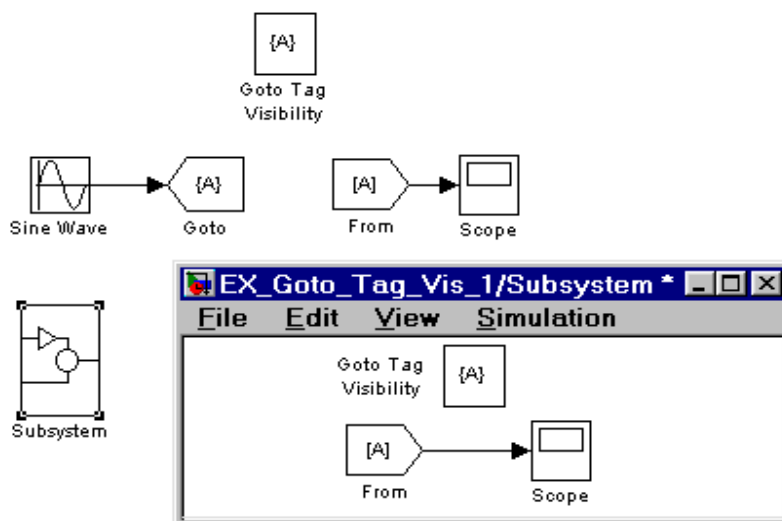 {A}
Goto Tag
Visibility
{A}
[A]
Sine Wave
Goto
From
Scope
EX_Goto_Tag_Vis_1/Subsystem *
File Edit View Simulation
Goto Tag
Visibility
{A}
[A]
From
Scope
Subsystem